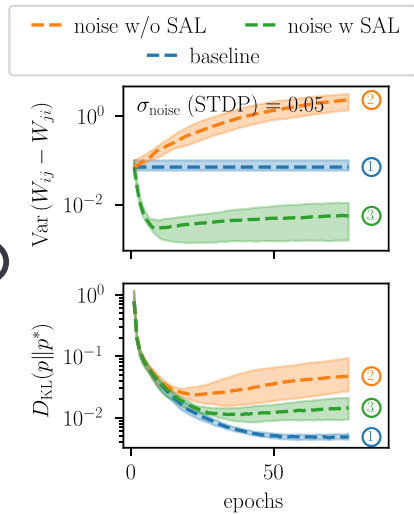 noise w/o SAL
noise w SAL
baseline
σnoise (STDP) = 0.05
Var (Wij − Wji)
10^0
10^−2
②
①
③
DKL(p||p*)
10^0
10^−1
10^−2
②
③
①
0
50
epochs